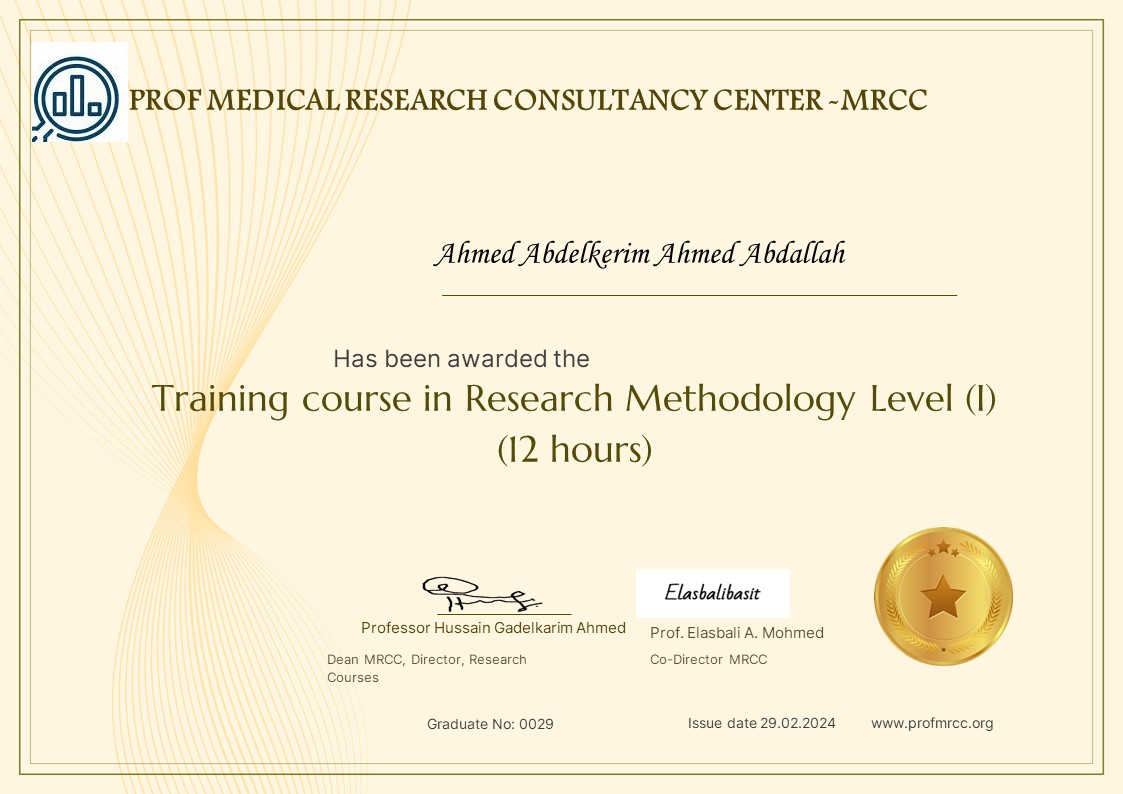 PROF MEDICAL RESEARCH CONSULTANCY CENTER ~MRCC
Ahmed Abdelkerim Ahmed Abdallah
Has been awarded the
Training course in Research Methodology Level (I)
(12 hours)
Elasbalibasit
Professor Hussain Gadelkarim Ahmed
Prof. Elasbali A. Mohmed
Dean MRCC, Director, Research
Courses
Co-Director MRCC
Graduate No: 0029
Issue date 29.02.2024
www.profmrcc.org